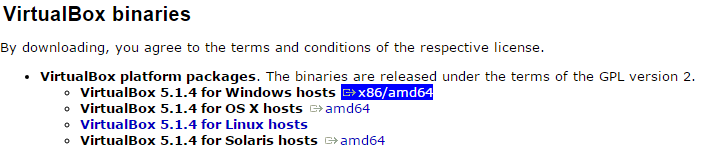 VirtualBox binaries
By downloading, you agree to the terms and conditions of the respective license.
VirtualBox platform packages. The binaries are released under the terms of the GPL version 2.
VirtualBox 5.1.4 for Windows hosts x86/amd64
VirtualBox 5.1.4 for OS X hosts amd64
VirtualBox 5.1.4 for Linux hosts
VirtualBox 5.1.4 for Solaris hosts amd64